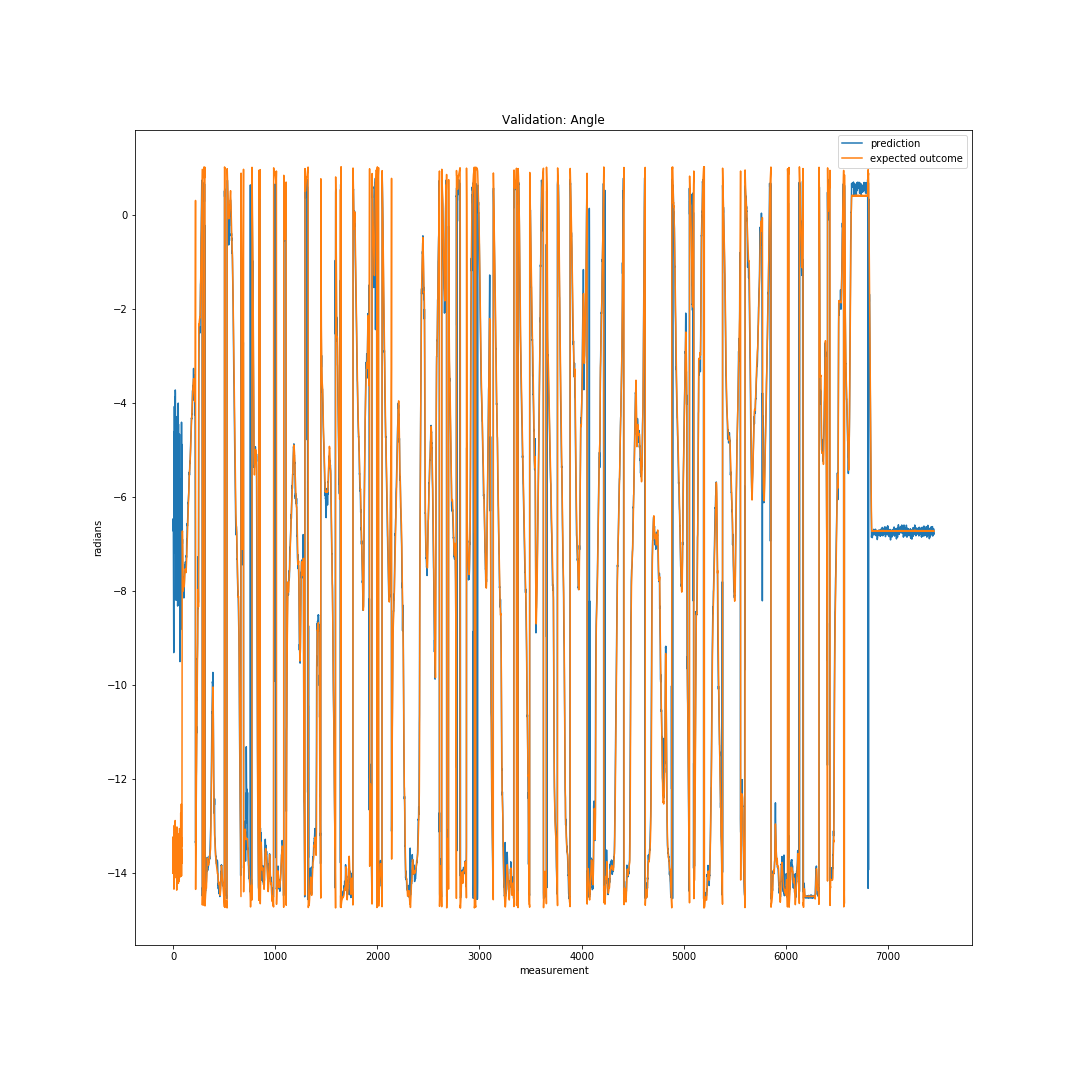 Validation: Angle
prediction
expected outcome
0
−2
−4
−6
−8
−10
−12
−14
radians
0 1000 2000 3000 4000 5000 6000 7000
measurement